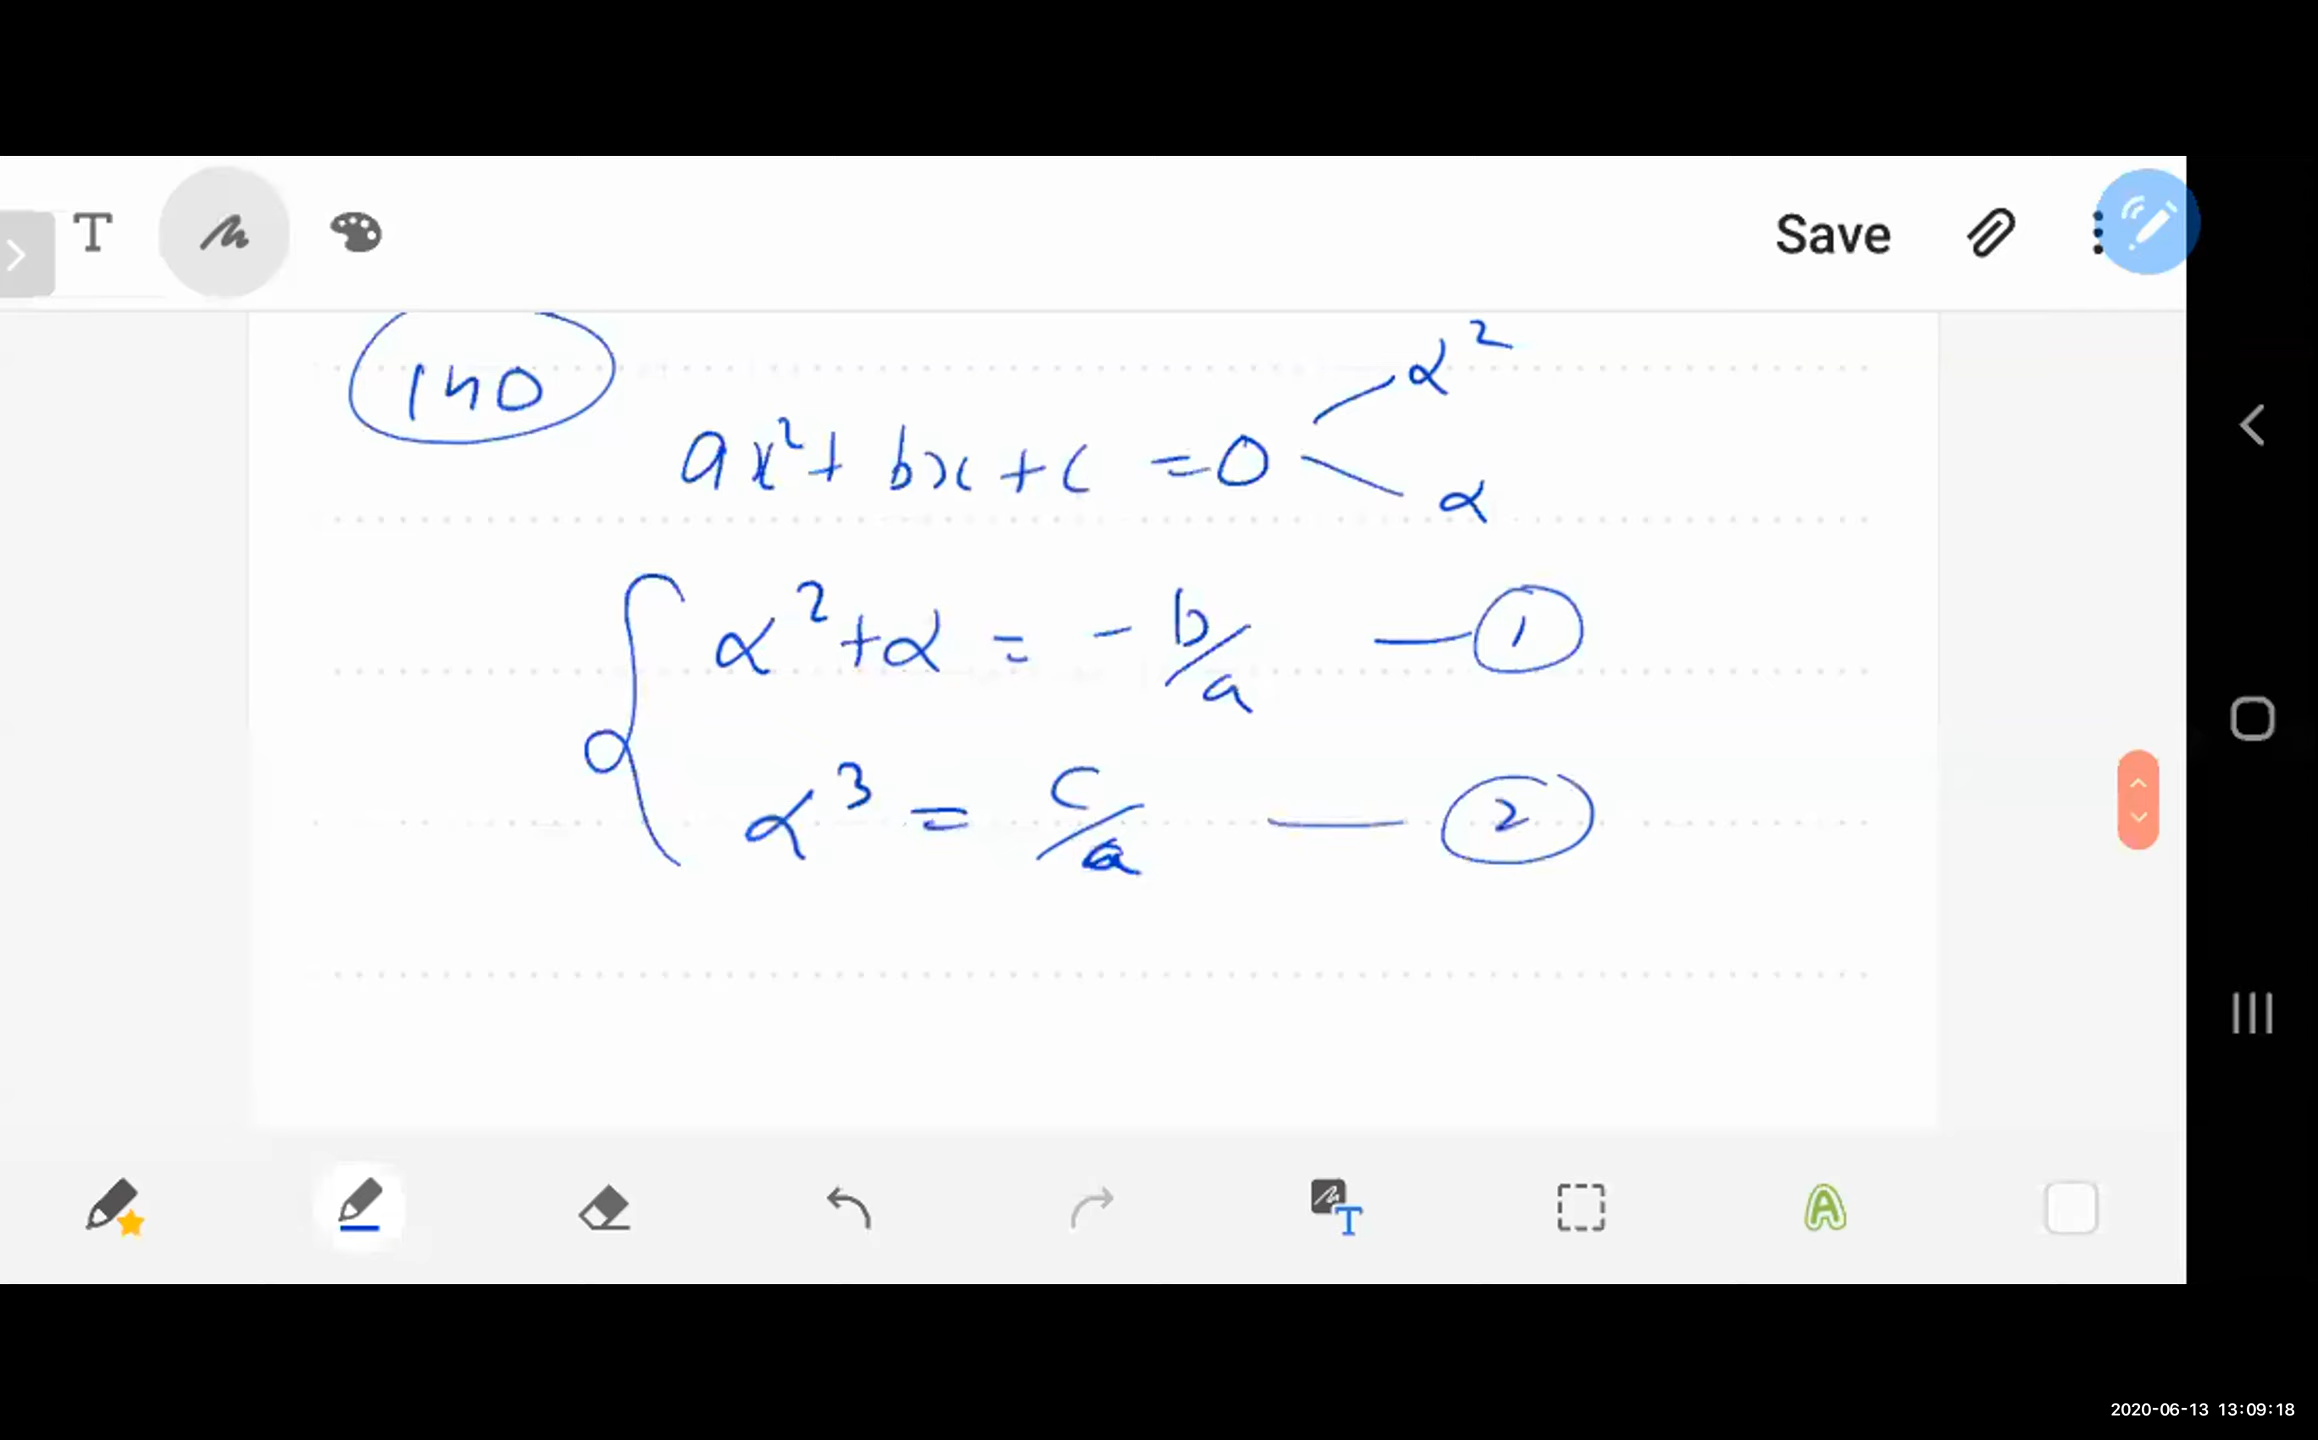 T Save
140
ax²+ bx + c = 0
α²
α
α² + α = - b/a — 1
α³ = c/a — 2
T
A
2020-06-13 13:09:18